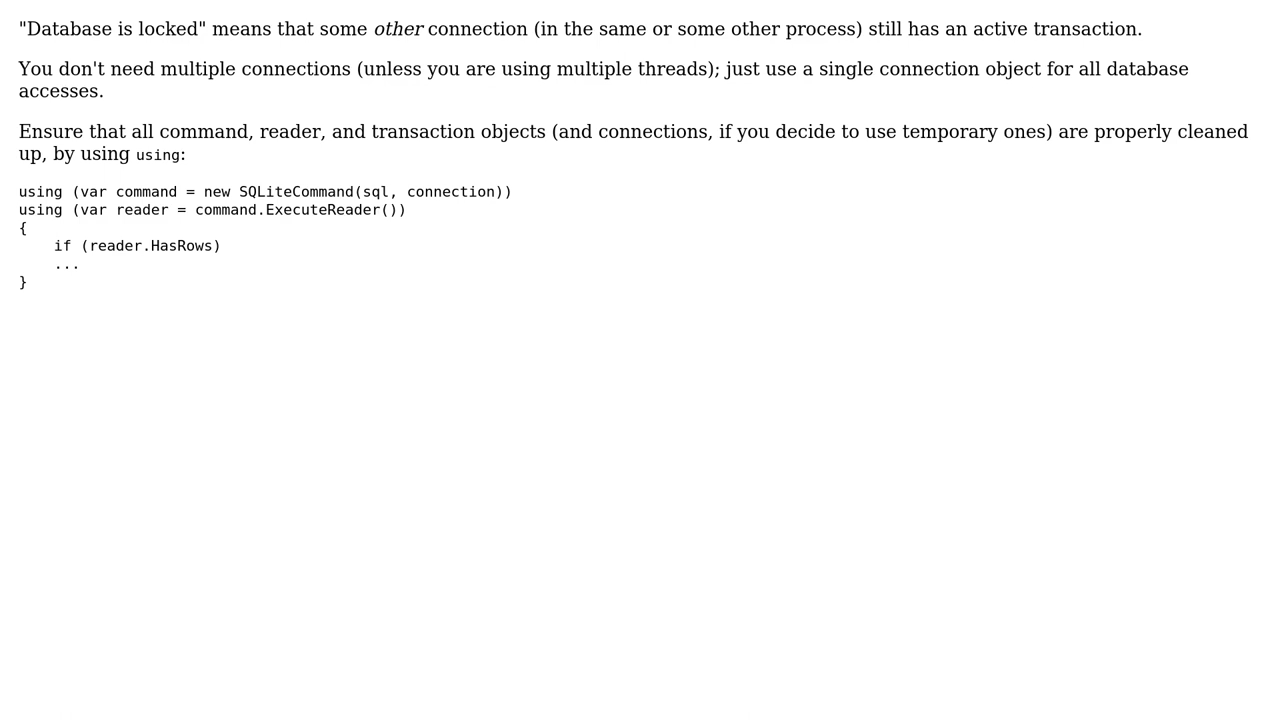 "Database is locked" means that some other connection (in the same or some other process) still has an active transaction.
You don't need multiple connections (unless you are using multiple threads); just use a single connection object for all database
accesses.
Ensure that all command, reader, and transaction objects (and connections, if you decide to use temporary ones) are properly cleaned
up, by using using:
using (var command = new SQLiteCommand(sql, connection))
using (var reader = command.ExecuteReader())
{
    if (reader.HasRows)
    ...
}